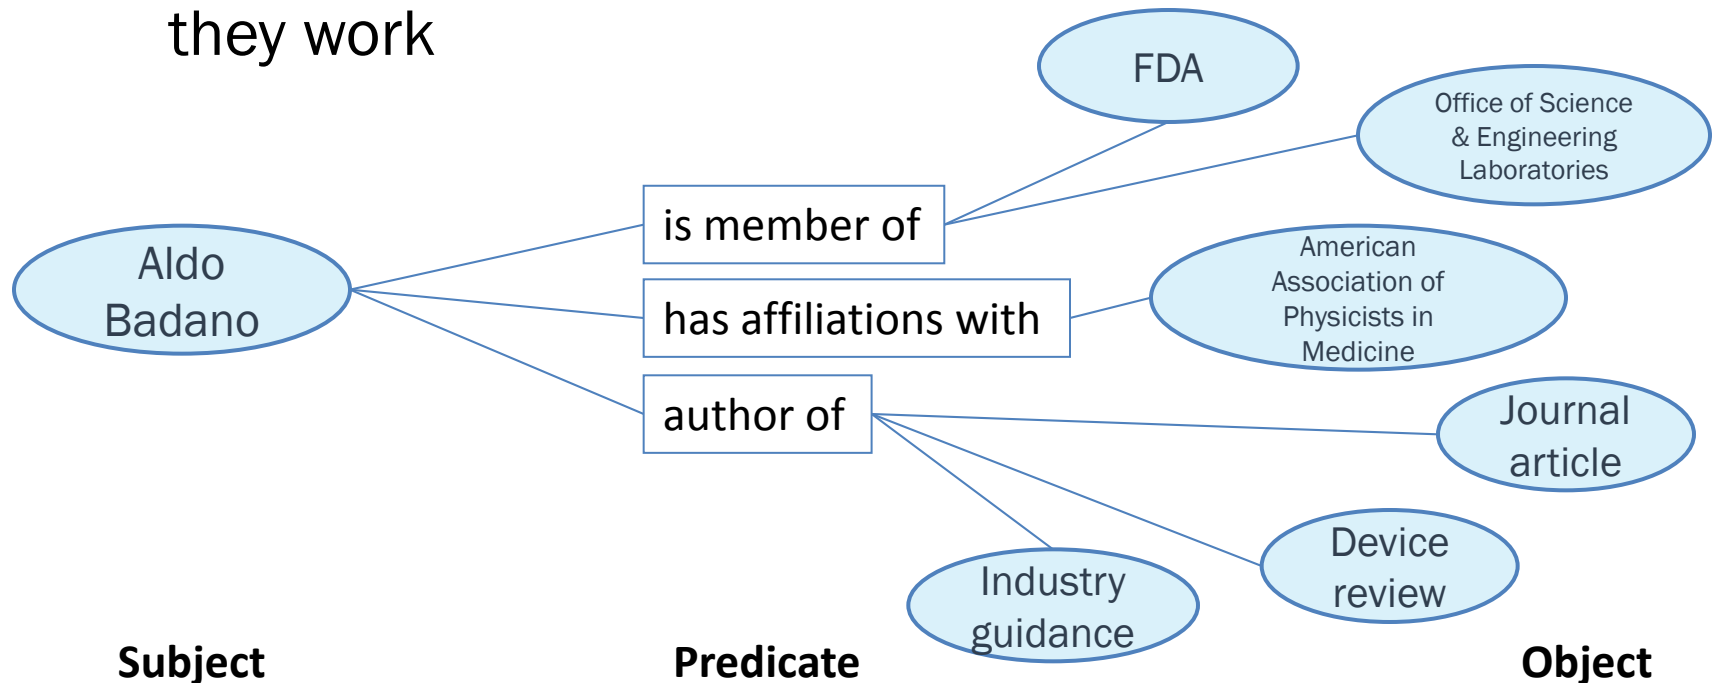 they work
FDA
Office of Science
& Engineering
Laboratories
is member of
Aldo
Badano
has affiliations with
American
Association of
Physicists in
Medicine
author of
Journal
article
Device
review
Industry
guidance
Subject
Predicate
Object